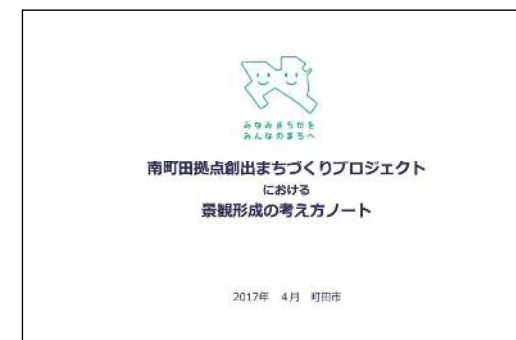 みなみまちだを
みんなのまちへ
南町田拠点創出まちづくりプロジェクト
における
景観形成の考え方ノート
2017年　4月　町田市